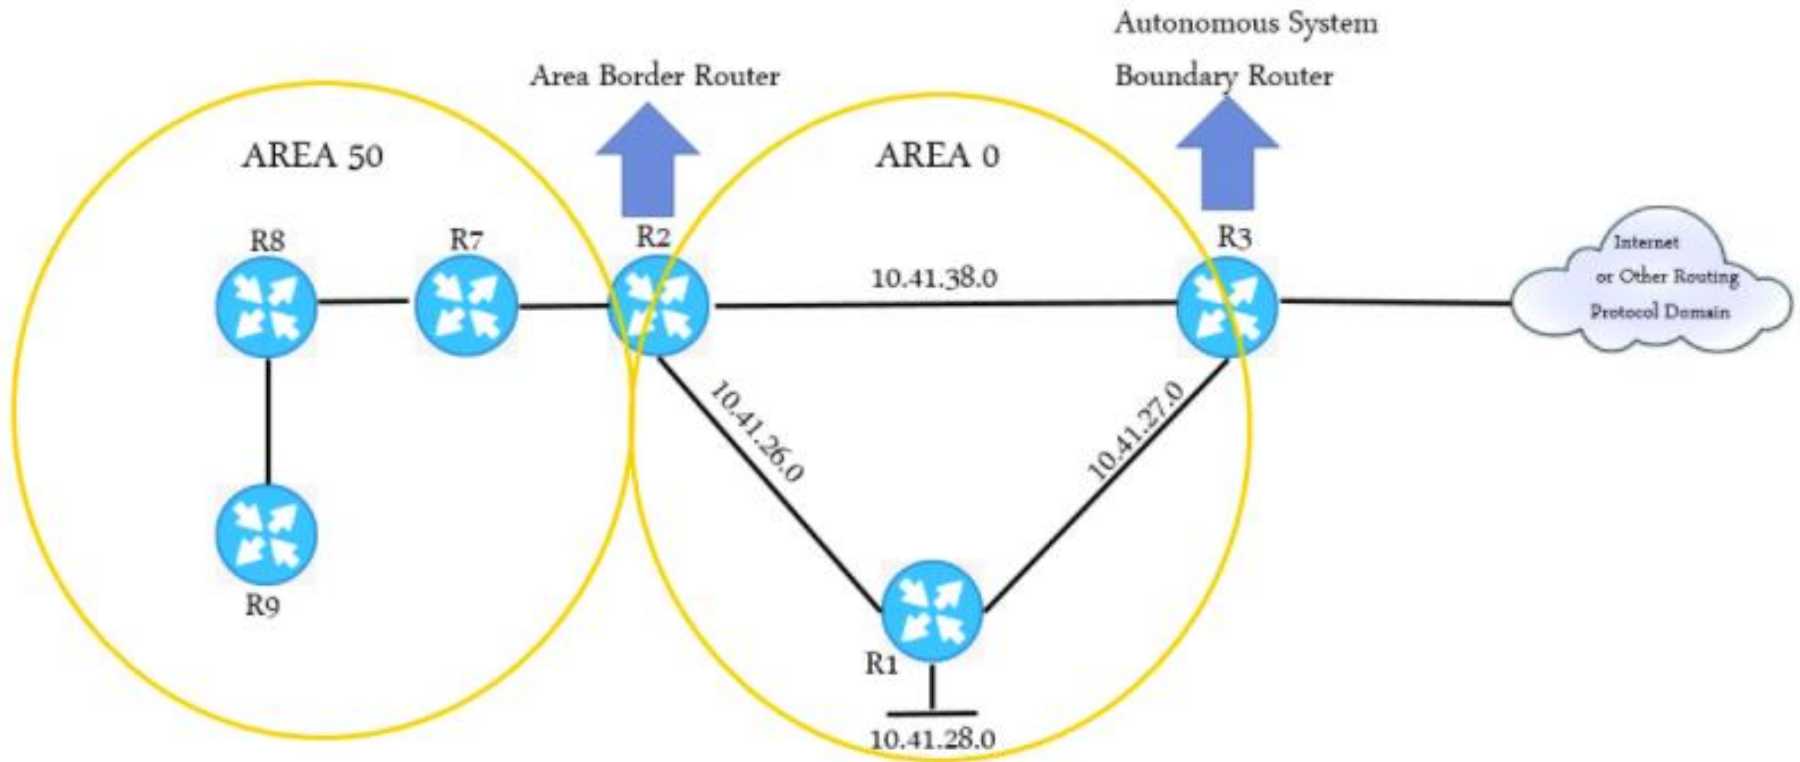 Autonomous System
Boundary Router
Area Border Router
AREA 50
AREA 0
R8
R7
R2
R3
10.41.38.0
Internet
or Other Routing
Protocol Domain
10.41.26.0
10.41.27.0
R9
R1
10.41.28.0